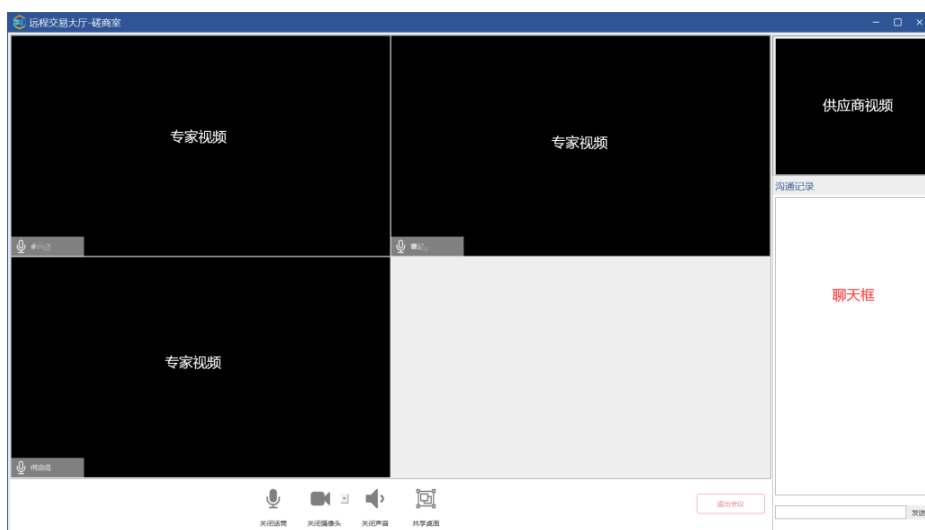 远程交易大厅-磋商室
专家视频
专家视频
供应商视频
沟通记录
聊天框
专家视频
关闭话筒
关闭摄像头
关闭声音
共享桌面
退出会议
发送